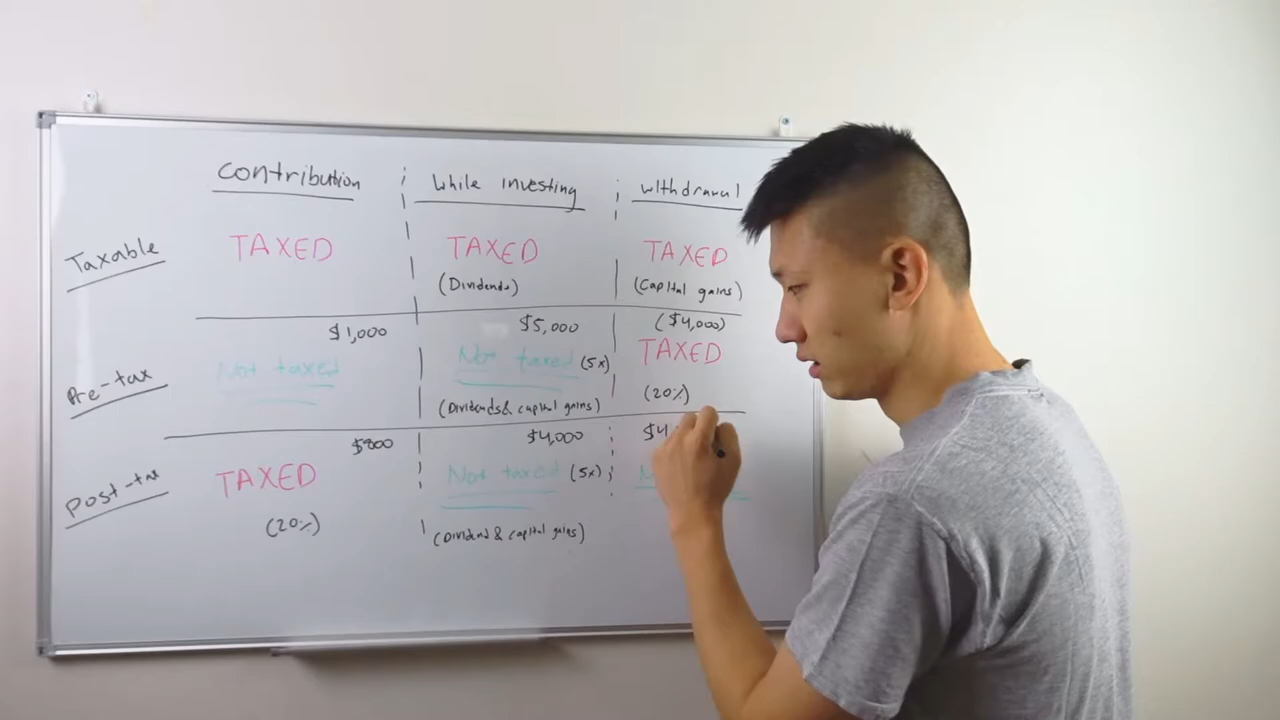 contribution
While investing
withdrawal
Taxable
TAXED
TAXED
TAXED
(Dividends)
(Capital gains)
$1,000
$5,000
($4,000)
Pre-tax
Not taxed
Not taxed (5x)
TAXED
(Dividends & capital gains)
(20%)
$800
$4,000
$4
Post-tax
TAXED
Not taxed (5x)
(20%)
(Dividend & capital gains)